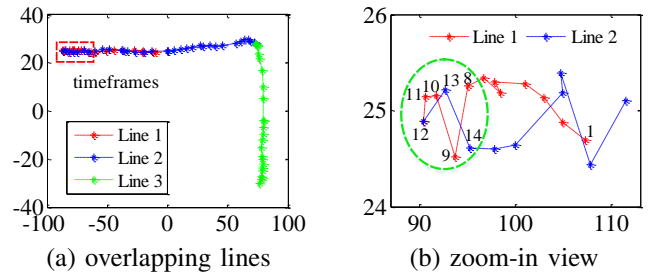 40
20
0
-20
-40
-100 -50 0 50 100
timeframes
Line 1
Line 2
Line 3
(a) overlapping lines
26
25
24
90 100 110
Line 1 Line 2
11 10 13 8
12
14
9
1
(b) zoom-in view